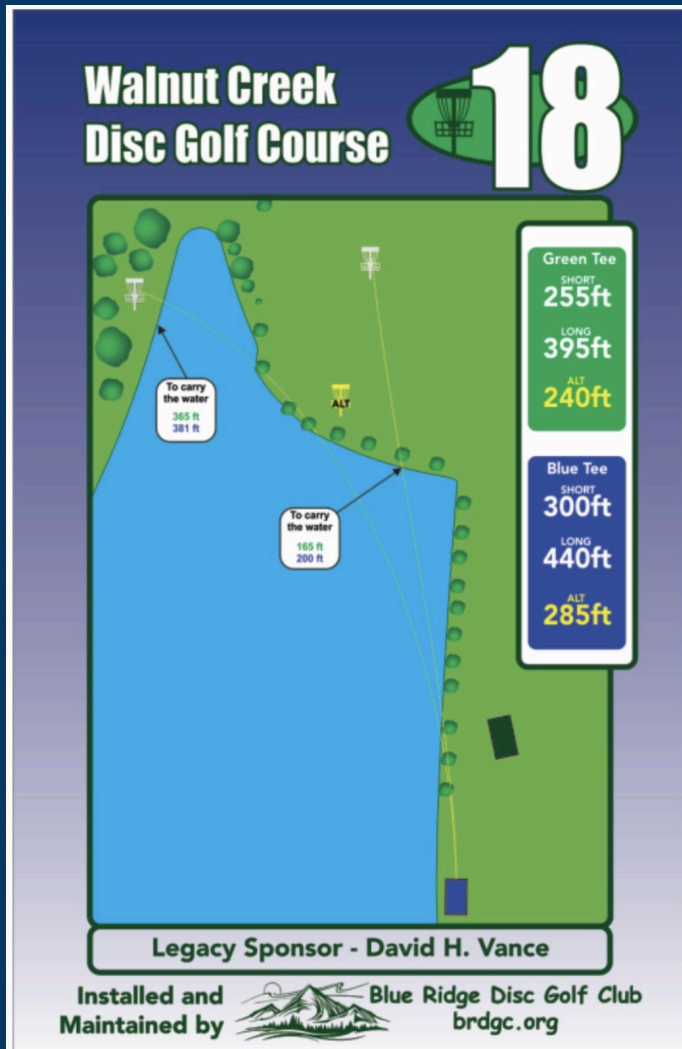 Walnut Creek
Disc Golf Course
18
Green Tee
SHORT
255ft
LONG
395ft
ALT
240ft
Blue Tee
SHORT
300ft
LONG
440ft
ALT
285ft
To carry
the water
365 ft
381 ft
ALT
To carry
the water
165 ft
200 ft
Legacy Sponsor - David H. Vance
Installed and
Maintained by
Blue Ridge Disc Golf Club
brdgc.org